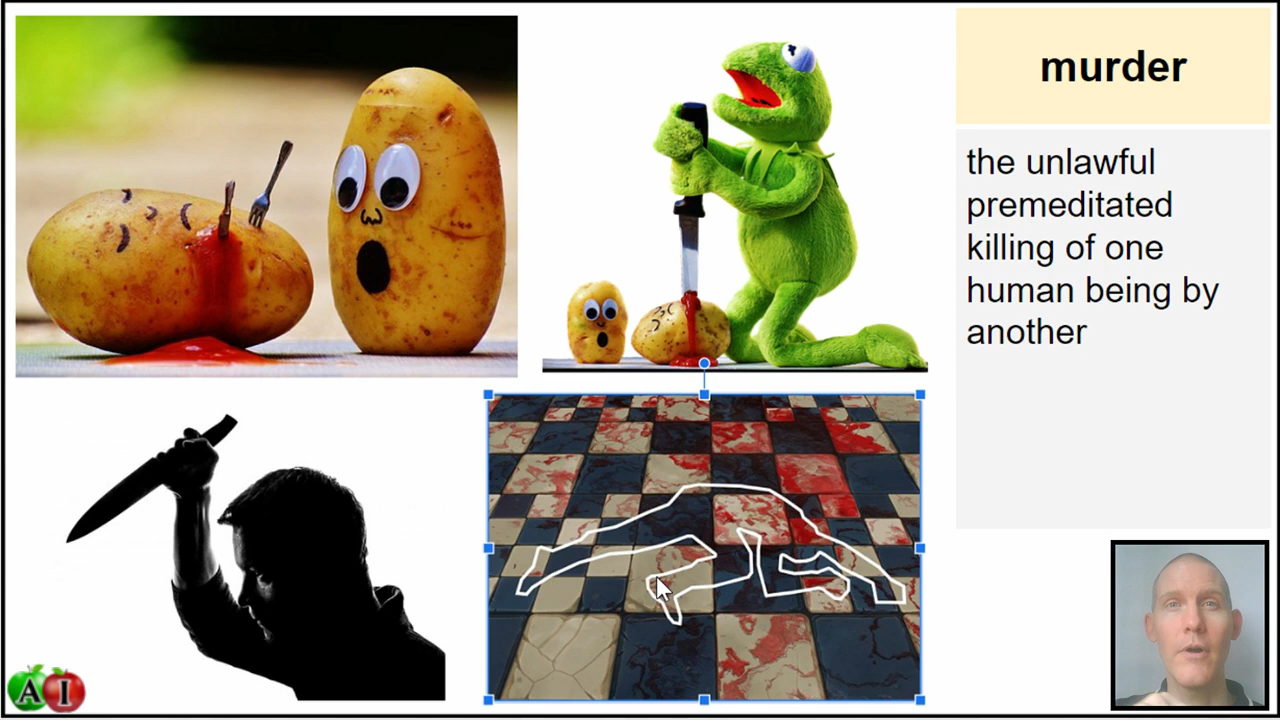 murder
the unlawful
premeditated
killing of one
human being by
another
A I